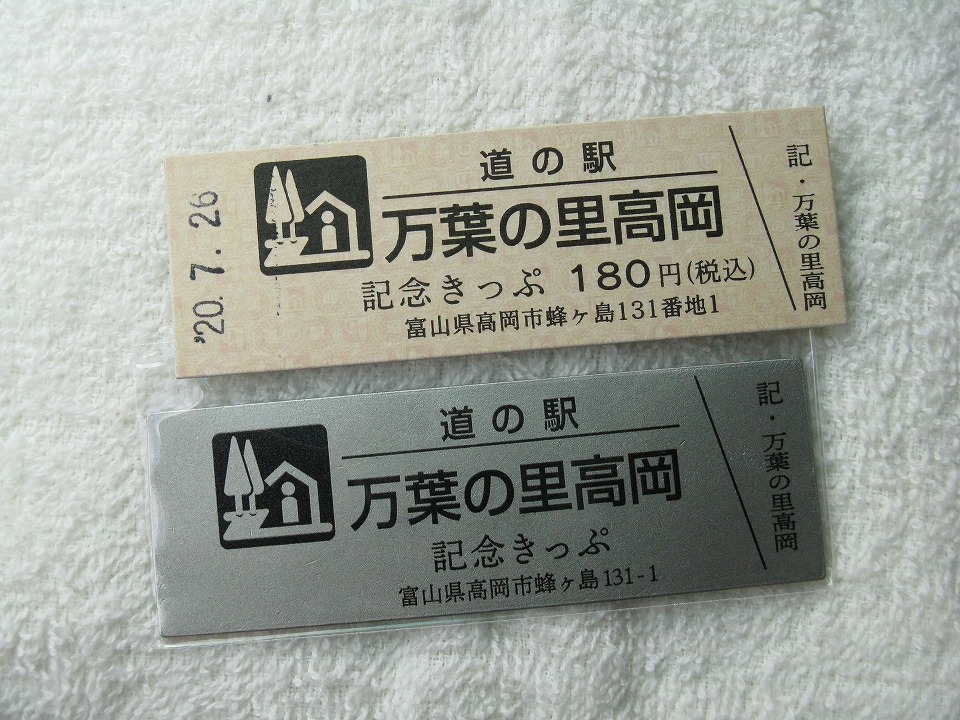 '20.7.26
道の駅
万葉の里高岡
記念きっぷ 180円(税込)
富山県高岡市蜂ヶ島131番地1
記・万葉の里高岡
道の駅
万葉の里高岡
記念きっぷ
富山県高岡市蜂ヶ島131-1
記・万葉の里高岡